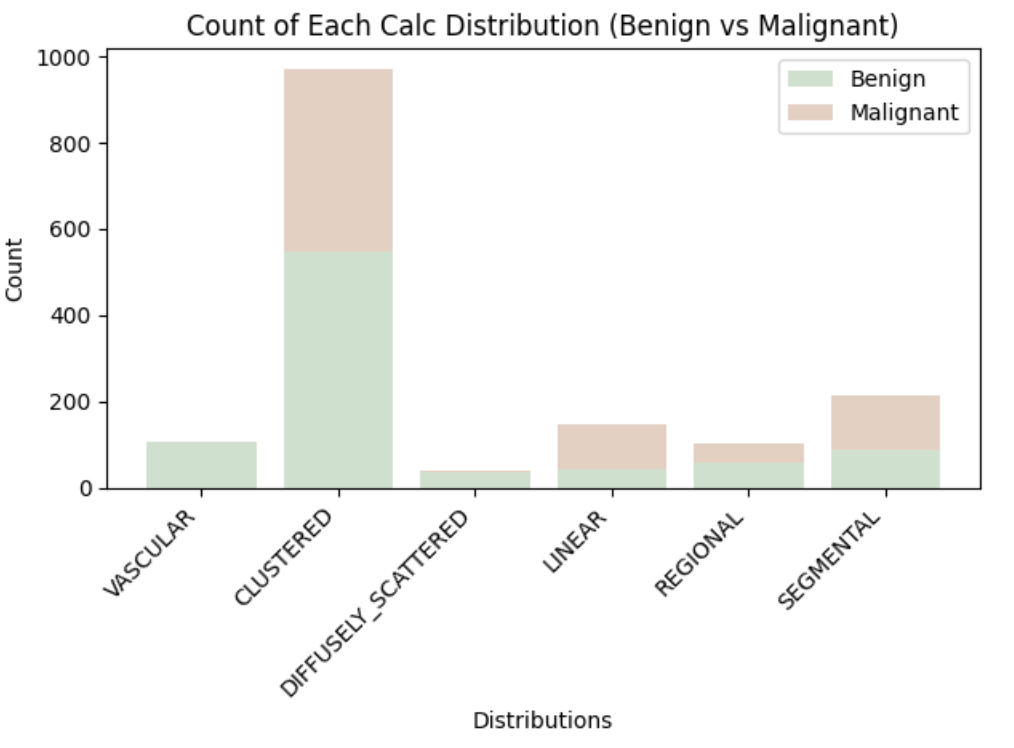 Count of Each Calc Distribution (Benign vs Malignant)
Benign
Malignant
1000
800
600
400
200
0
Count
VASCULAR
CLUSTERED
DIFFUSELY_SCATTERED
LINEAR
REGIONAL
SEGMENTAL
Distributions